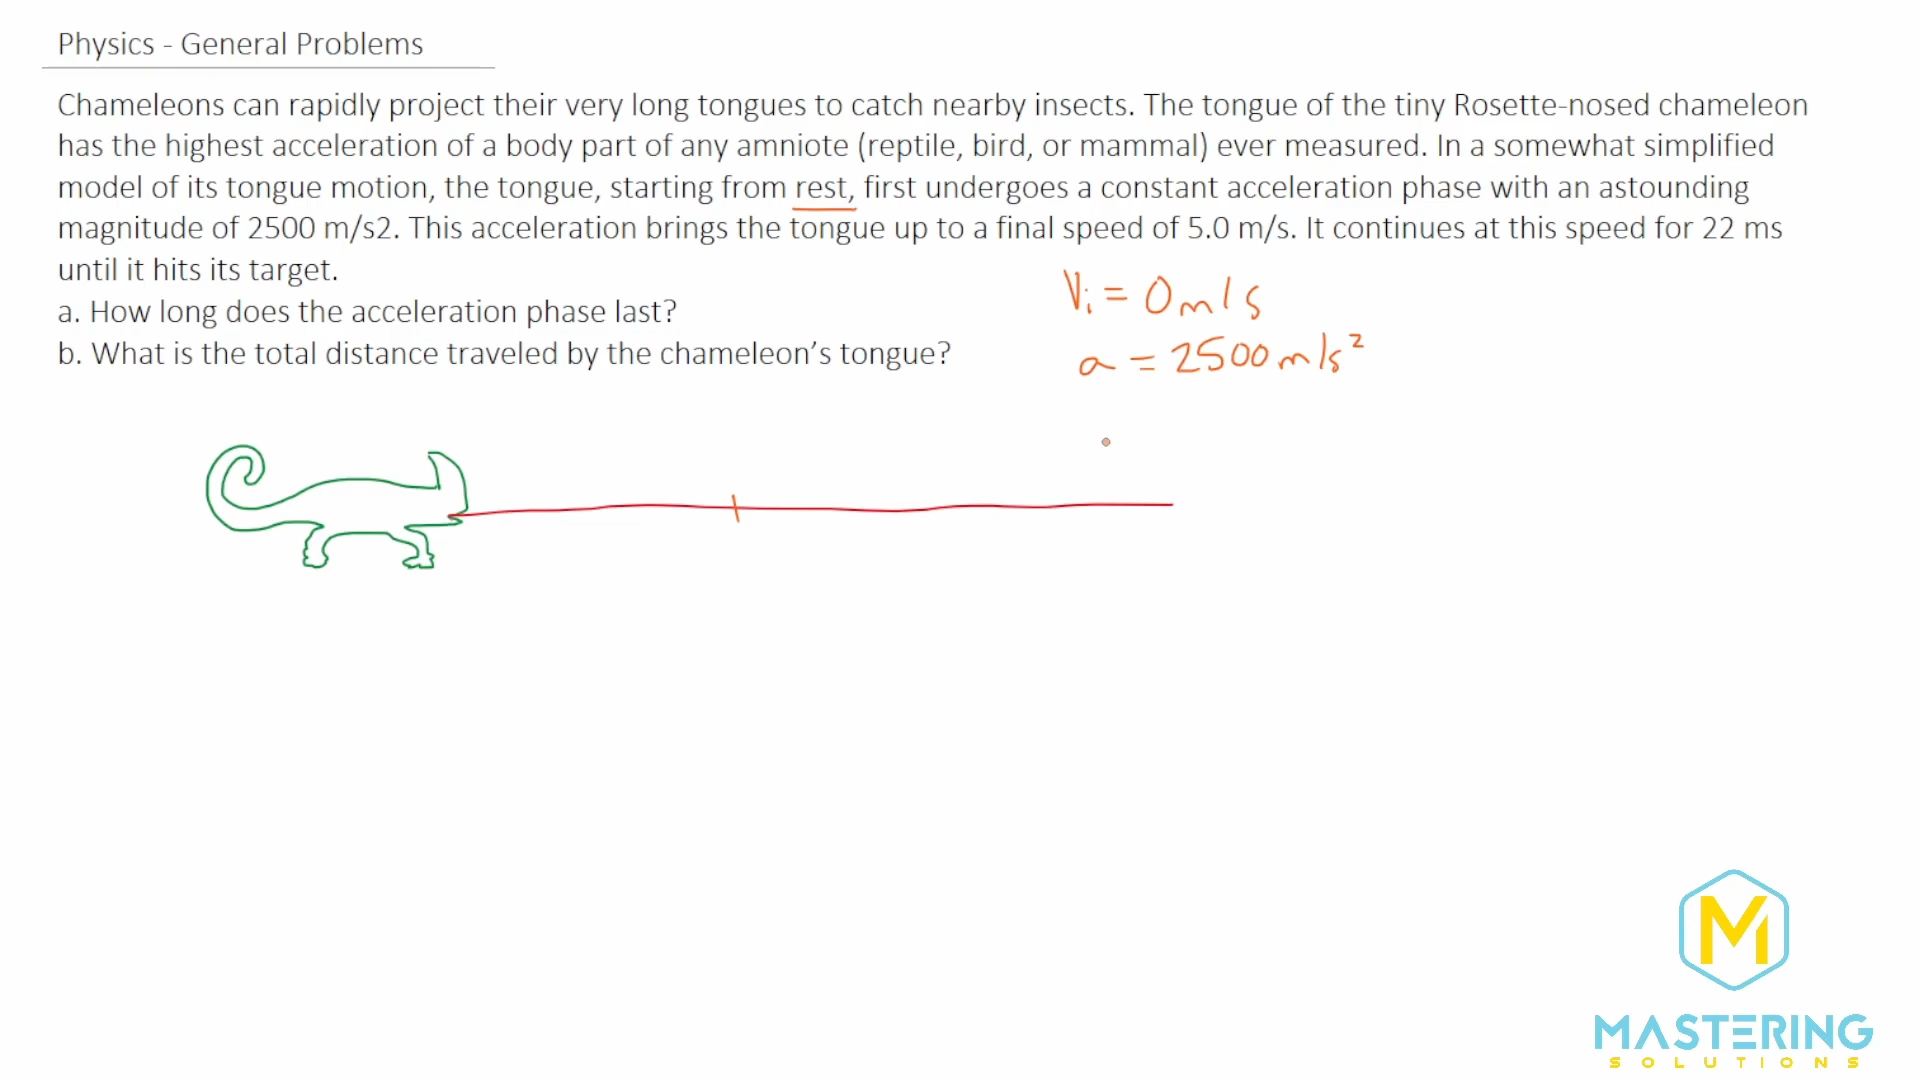 Physics - General Problems
Chameleons can rapidly project their very long tongues to catch nearby insects. The tongue of the tiny Rosette-nosed chameleon
has the highest acceleration of a body part of any amniote (reptile, bird, or mammal) ever measured. In a somewhat simplified
model of its tongue motion, the tongue, starting from rest, first undergoes a constant acceleration phase with an astounding
magnitude of 2500 m/s2. This acceleration brings the tongue up to a final speed of 5.0 m/s. It continues at this speed for 22 ms
until it hits its target.
a. How long does the acceleration phase last?
b. What is the total distance traveled by the chameleon’s tongue?
Vi = 0 m/s
a = 2500 m/s²
M
MASTERING
SOLUTIONS